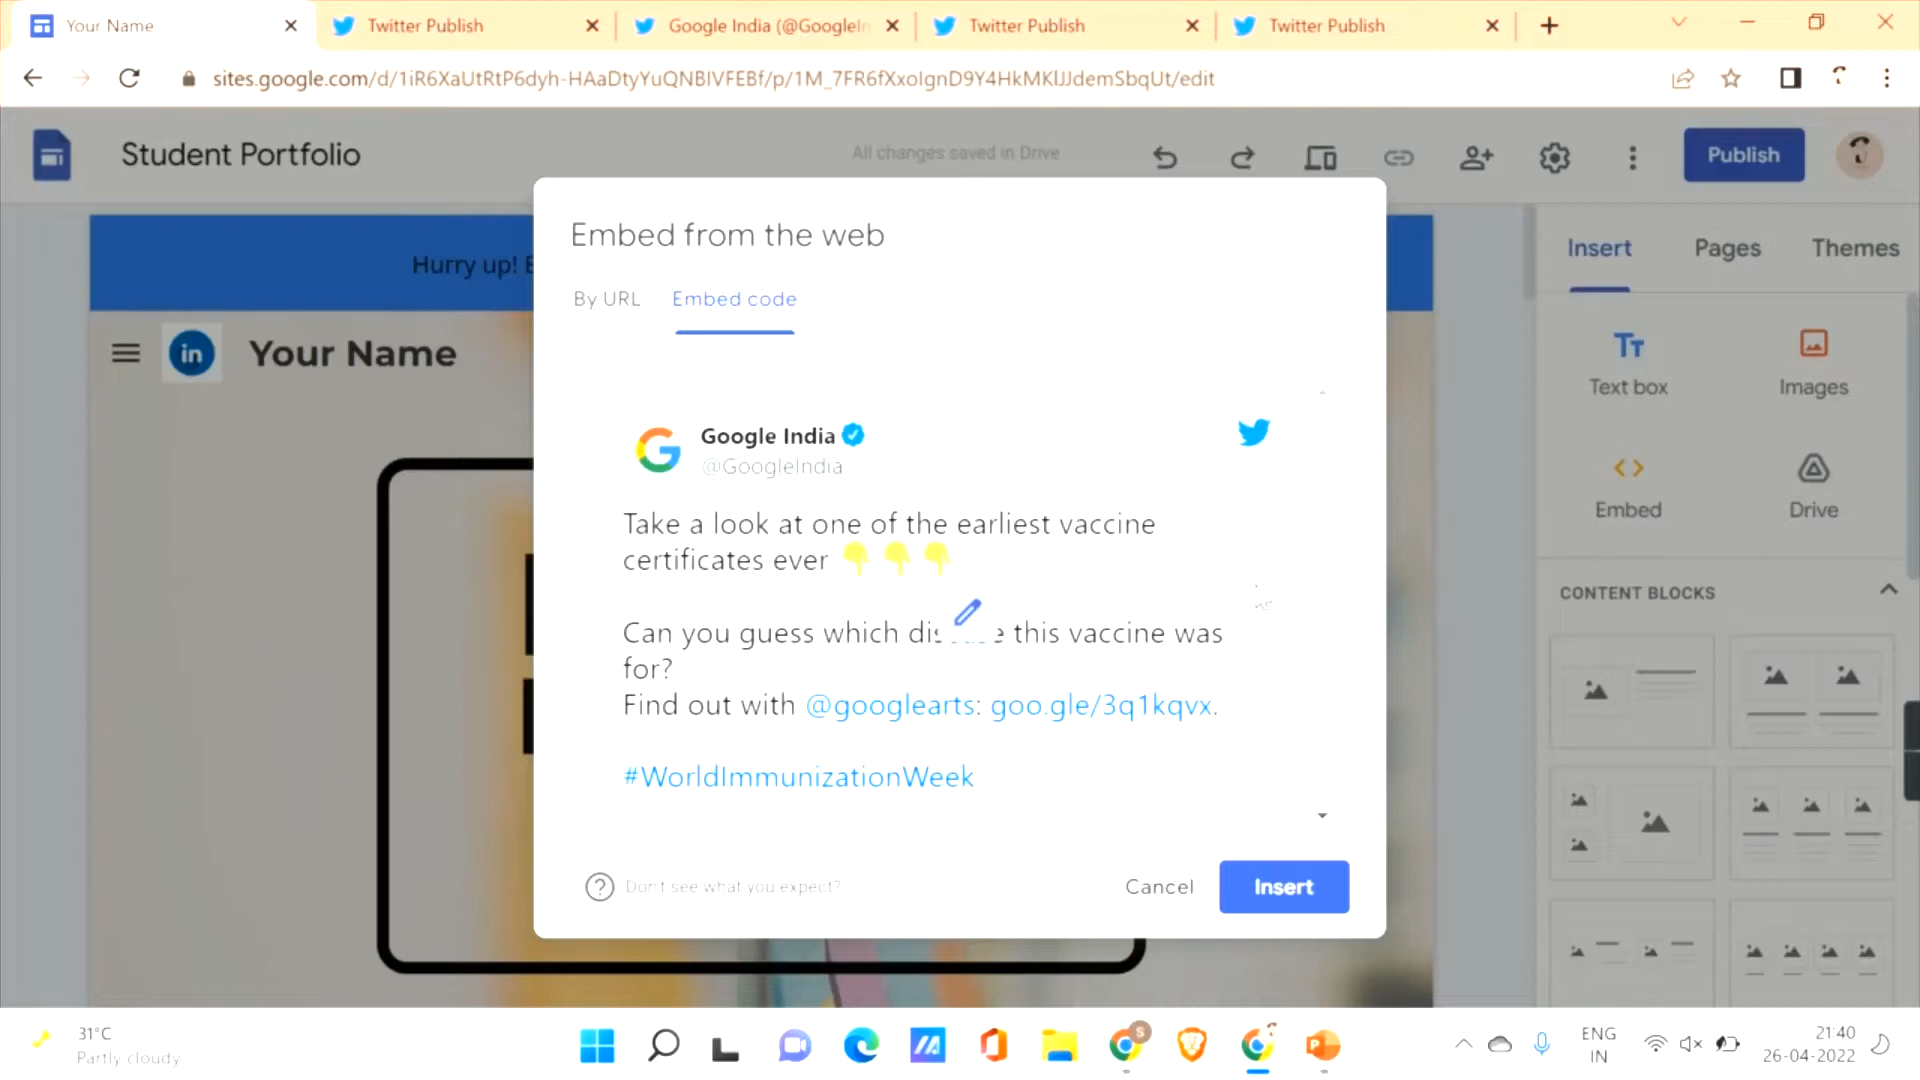 Your Name
Twitter Publish
Google India (@GoogleIn
Twitter Publish
Twitter Publish
sites.google.com/d/1iR6XaUtRtP6dyh-HAaDtyYuQNBIVFEBf/p/1M_7FR6fXxoIgnD9Y4HkMKIJJdemSbqUt/edit
Student Portfolio
All changes saved in Drive
Publish
Embed from the web
By URL
Embed code
Hurry up!
in
Your Name
Google India
@GoogleIndia
Take a look at one of the earliest vaccine
certificates ever
Can you guess which disease this vaccine was
for?
Find out with @googlearts: goo.gle/3q1kqvx.
#WorldImmunizationWeek
Don't see what you expect?
Cancel
Insert
Insert
Pages
Themes
Text box
Images
Embed
Drive
CONTENT BLOCKS
31°C
Partly cloudy
ENG
IN
21:40
26-04-2022